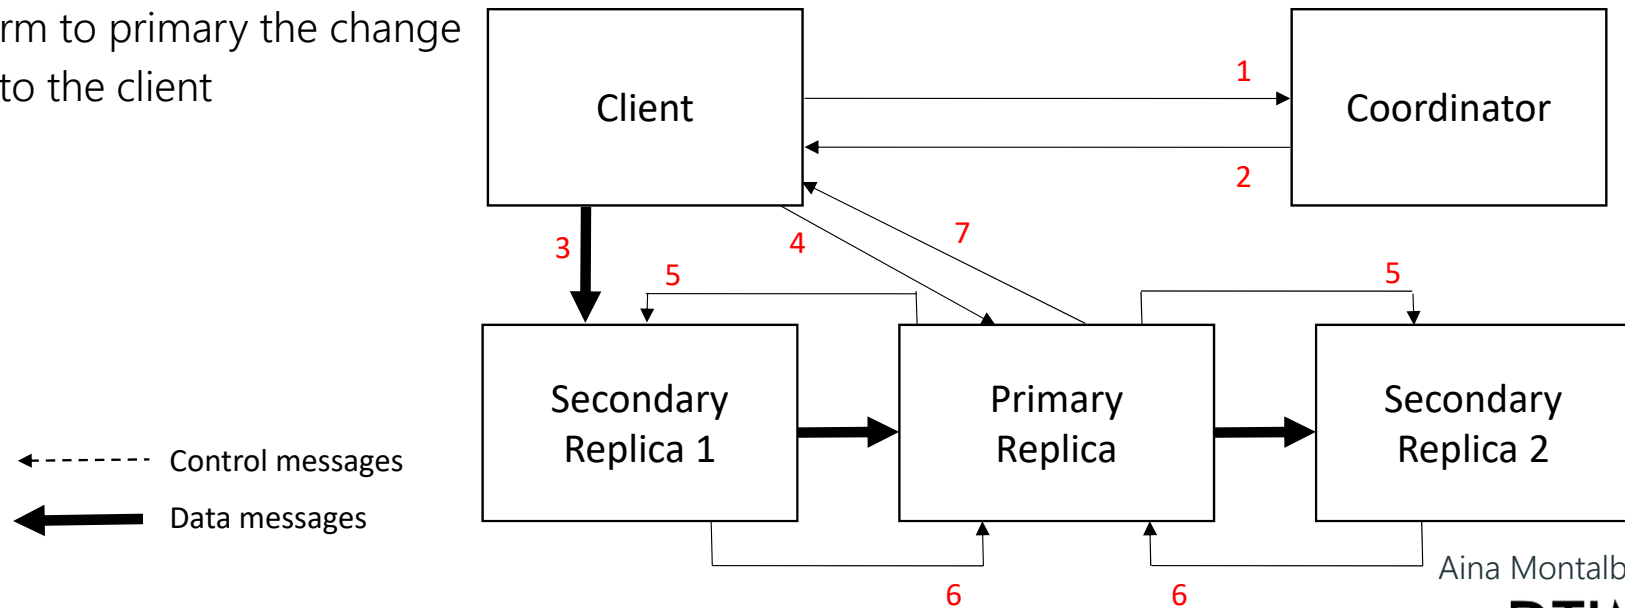 rm to primary the change
to the client
Client
Coordinator
1
2
3
4
7
5
5
Secondary
Replica 1
Primary
Replica
Secondary
Replica 2
Control messages
Data messages
6
6
Aina Montalb